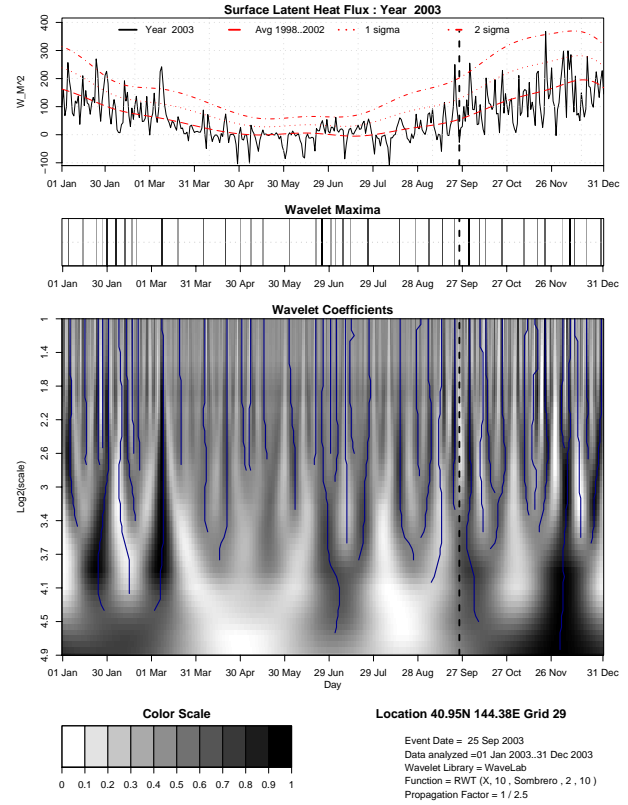 Surface Latent Heat Flux : Year 2003
Year 2003 Avg 1998..2002 1 sigma 2 sigma
W_M^2
400
300
200
100
0
-100
01 Jan 30 Jan 01 Mar 31 Mar 30 Apr 30 May 29 Jun 29 Jul 28 Aug 27 Sep 27 Oct 26 Nov 31 Dec
Wavelet Maxima
01 Jan 30 Jan 01 Mar 31 Mar 30 Apr 30 May 29 Jun 29 Jul 28 Aug 27 Sep 27 Oct 26 Nov 31 Dec
Wavelet Coefficients
Log2(scale)
1
1.4
1.8
2.2
2.6
3
3.4
3.7
4.1
4.5
4.9
01 Jan 30 Jan 01 Mar 31 Mar 30 Apr 30 May 29 Jun 29 Jul 28 Aug 27 Sep 27 Oct 26 Nov 31 Dec
Day
Color Scale
0 0.1 0.2 0.3 0.4 0.5 0.6 0.7 0.8 0.9 1
Location 40.95N 144.38E Grid 29
Event Date = 25 Sep 2003
Data analyzed =01 Jan 2003..31 Dec 2003
Wavelet Library = WaveLab
Function = RWT (X, 10 , Sombrero , 2 , 10 )
Propagation Factor = 1 / 2.5